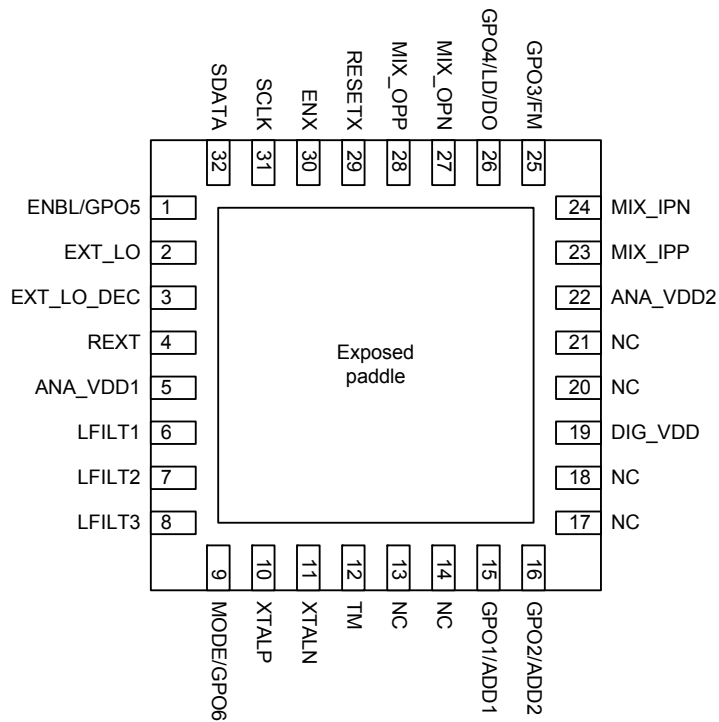 SDATA
SCLK
ENX
RESETX
MIX_OPP
MIX_OPN
GPO4/LD/DO
GPO3/FM
32
31
30
29
28
27
26
25
ENBL/GPO5 1
EXT_LO 2
EXT_LO_DEC 3
REXT 4
ANA_VDD1 5
LFILT1 6
LFILT2 7
LFILT3 8
Exposed
paddle
24 MIX_IPN
23 MIX_IPP
22 ANA_VDD2
21 NC
20 NC
19 DIG_VDD
18 NC
17 NC
9
10
11
12
13
14
15
16
MODE/GPO6
XTALP
XTALN
TM
NC
NC
GPO1/ADD1
GPO2/ADD2